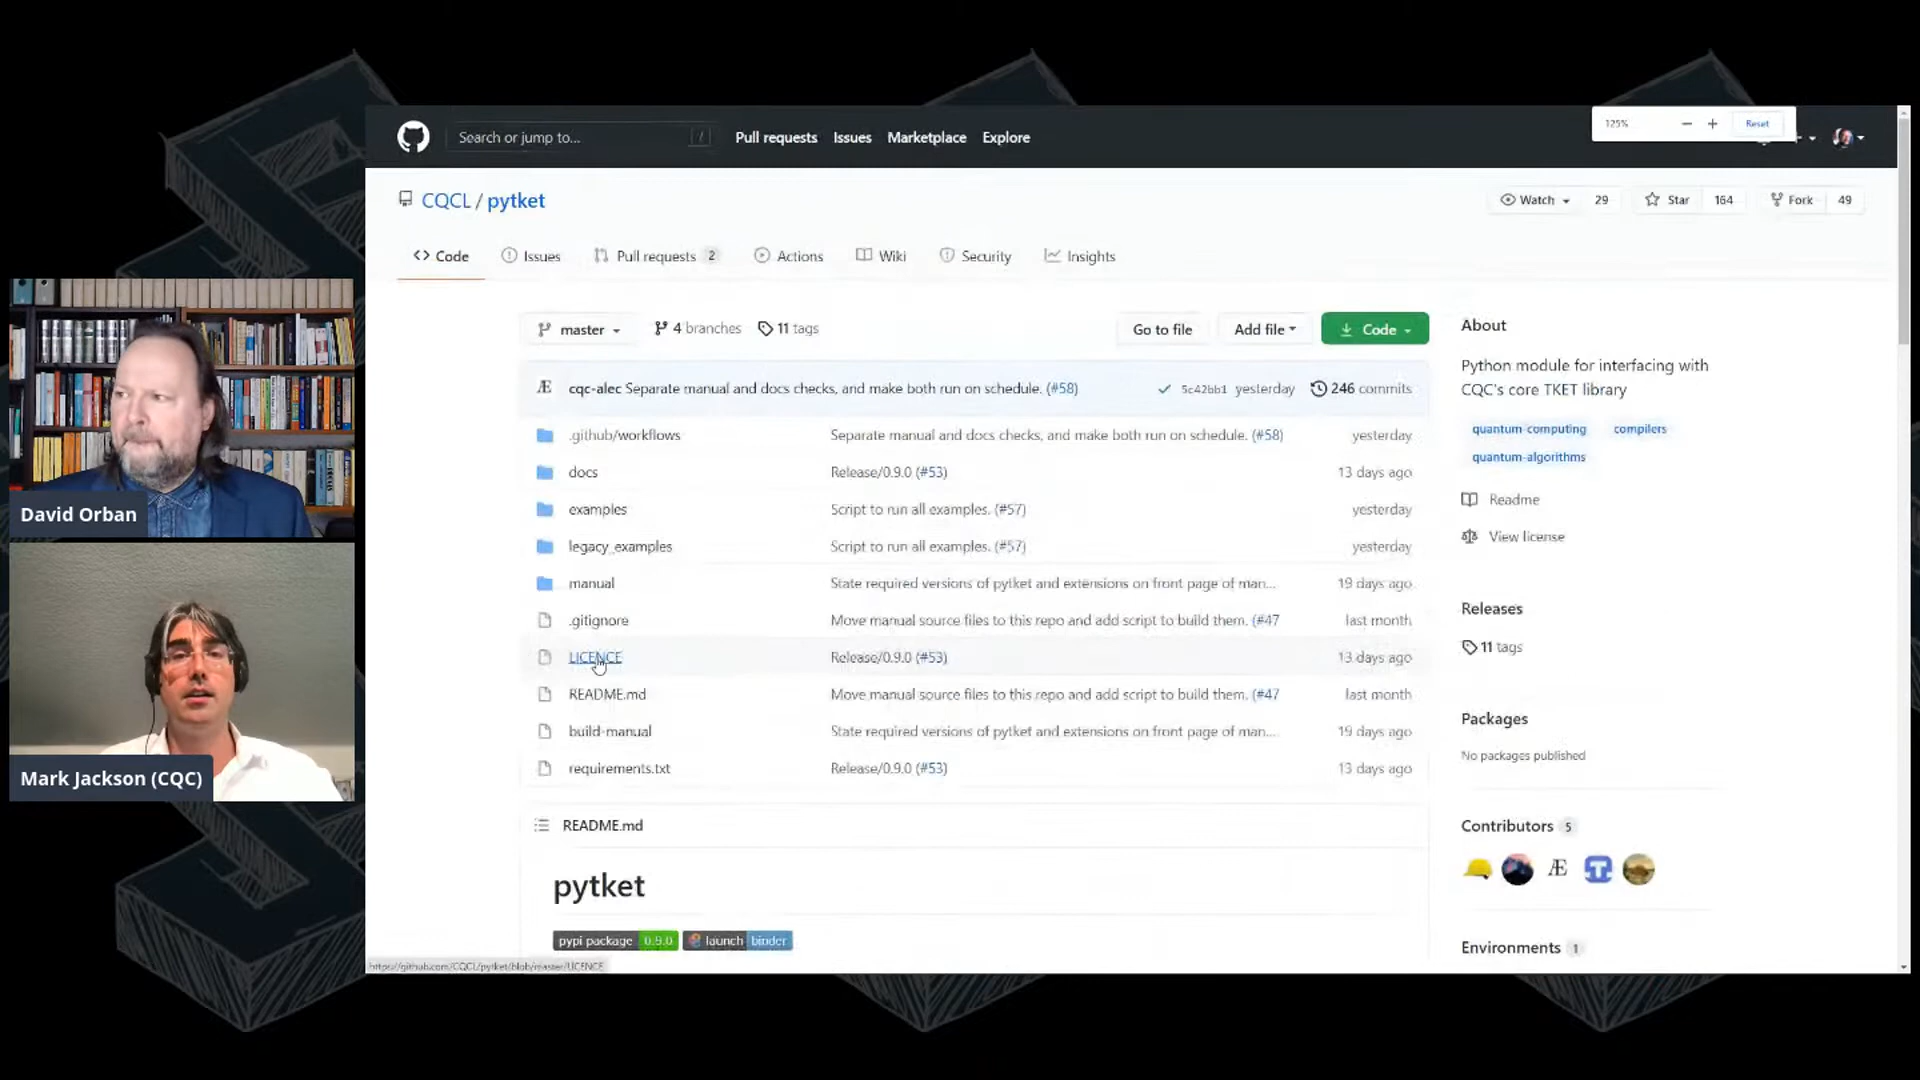 Search or jump to... /
Pull requests Issues Marketplace Explore
125% − + Reset
CQCL / pytket
Watch 29 Star 164 Fork 49
Code Issues Pull requests 2 Actions Wiki Security Insights
master 4 branches 11 tags Go to file Add file Code
cqc-alec Separate manual and docs checks, and make both run on schedule. (#58) 5c42bb1 yesterday 246 commits
.github/workflows Separate manual and docs checks, and make both run on schedule. (#58) yesterday
docs Release/0.9.0 (#53) 13 days ago
examples Script to run all examples. (#57) yesterday
legacy_examples Script to run all examples. (#57) yesterday
manual State required versions of pytket and extensions on front page of man... 19 days ago
.gitignore Move manual source files to this repo and add script to build them. (#47 last month
LICENCE Release/0.9.0 (#53) 13 days ago
README.md Move manual source files to this repo and add script to build them. (#47 last month
build-manual State required versions of pytket and extensions on front page of man... 19 days ago
requirements.txt Release/0.9.0 (#53) 13 days ago
README.md
pytket
pypi package 0.9.0 launch binder
https://github.com/CQCL/pytket/blob/master/LICENCE
About
Python module for interfacing with
CQC's core TKET library
quantum-computing compilers
quantum-algorithms
Readme
View license
Releases
11 tags
Packages
No packages published
Contributors 5
Æ
Environments 1
David Orban
Mark Jackson (CQC)